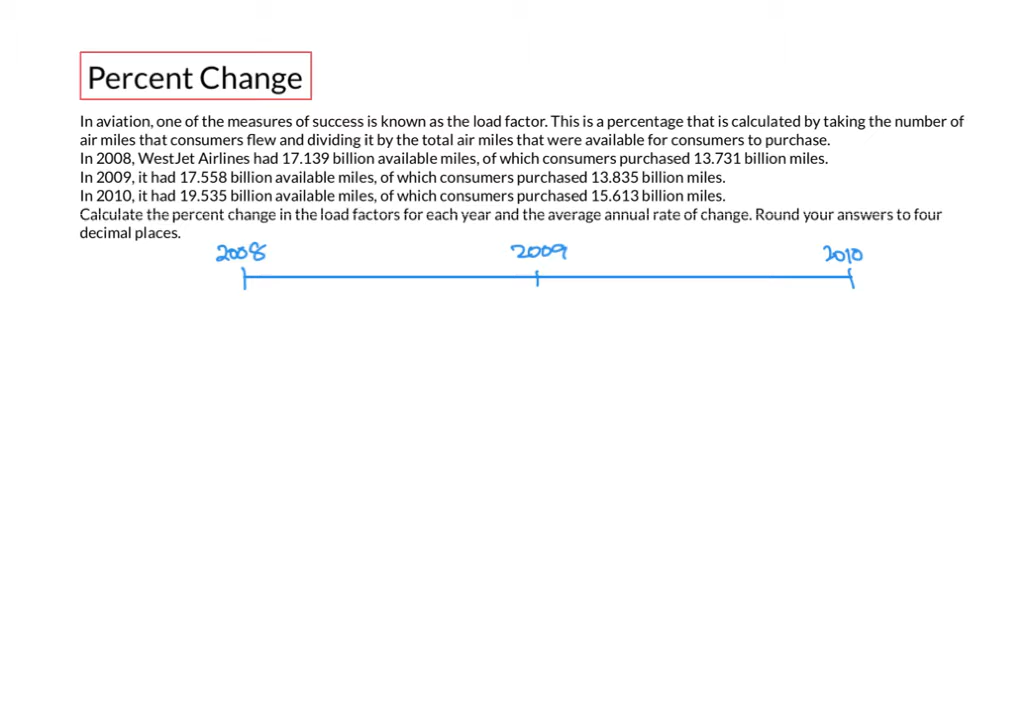 Percent Change
In aviation, one of the measures of success is known as the load factor. This is a percentage that is calculated by taking the number of
air miles that consumers flew and dividing it by the total air miles that were available for consumers to purchase.
In 2008, WestJet Airlines had 17.139 billion available miles, of which consumers purchased 13.731 billion miles.
In 2009, it had 17.558 billion available miles, of which consumers purchased 13.835 billion miles.
In 2010, it had 19.535 billion available miles, of which consumers purchased 15.613 billion miles.
Calculate the percent change in the load factors for each year and the average annual rate of change. Round your answers to four
decimal places.
2008 2009 2010